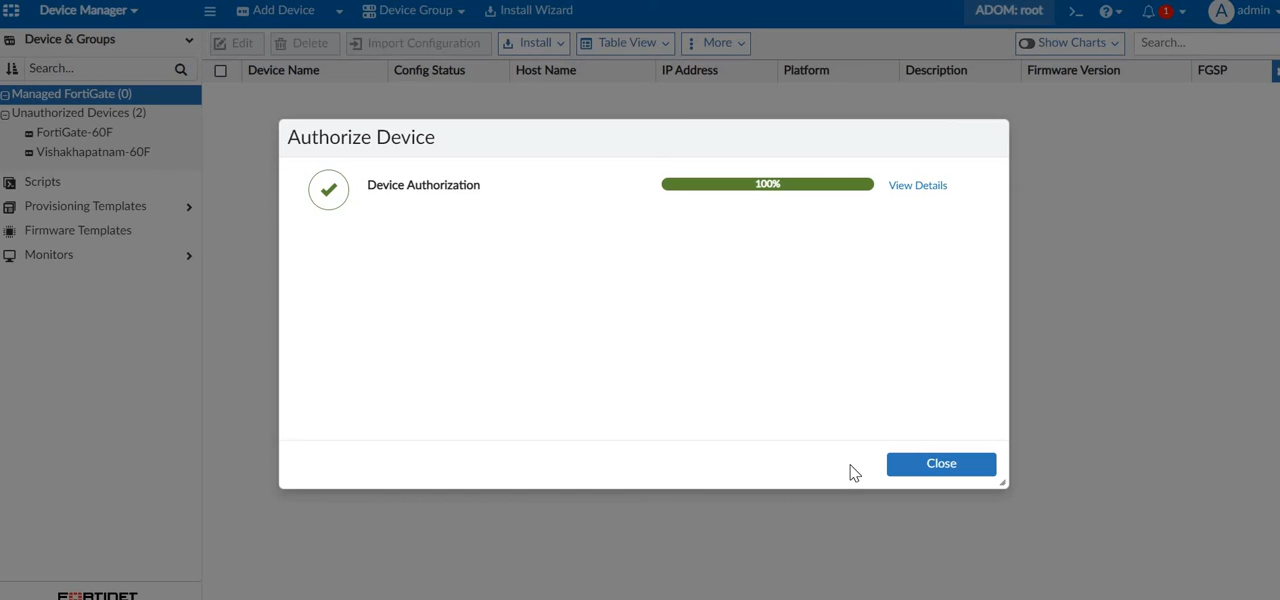 Device Manager
Add Device
Device Group
Install Wizard
ADOM: root
1
A
admin
Device & Groups
Edit
Delete
Import Configuration
Install
Table View
More
Show Charts
Search...
Search...
Device Name
Config Status
Host Name
IP Address
Platform
Description
Firmware Version
FGSP
Managed FortiGate (0)
Unauthorized Devices (2)
FortiGate-60F
Vishakhapatnam-60F
Scripts
Provisioning Templates
Firmware Templates
Monitors
Authorize Device
Device Authorization
100%
View Details
Close
FORTINET